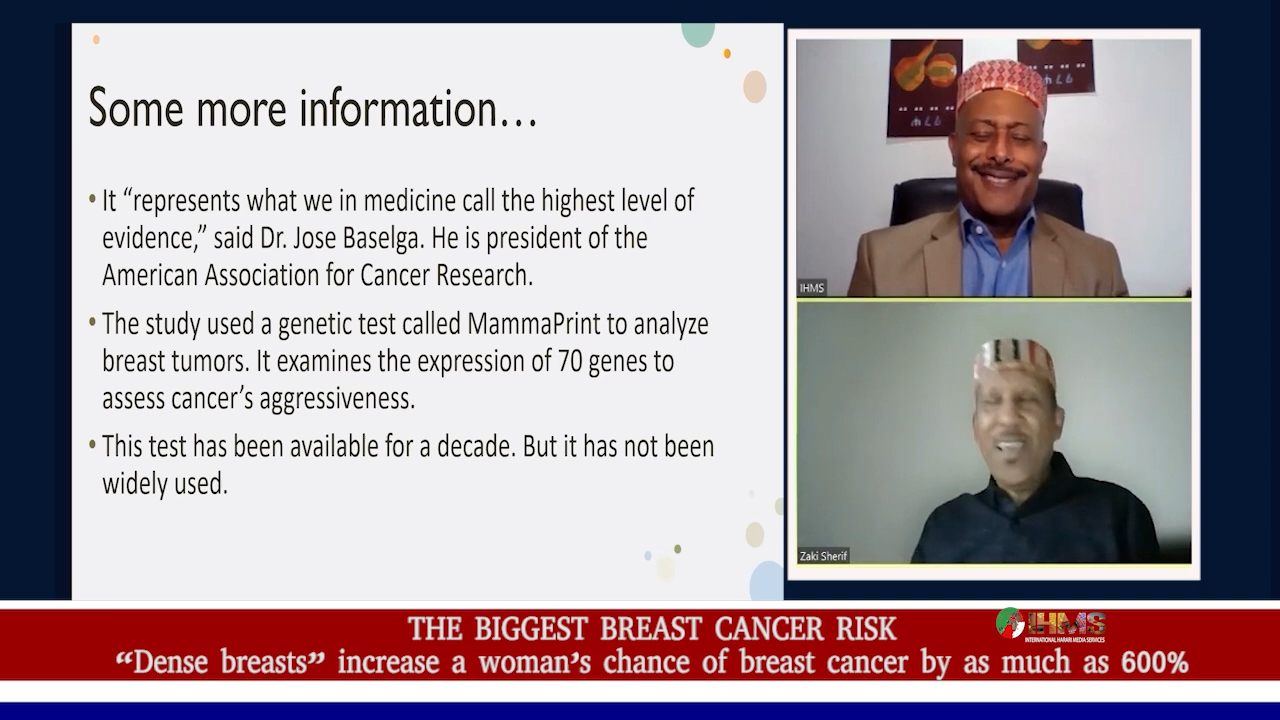 Some more information…
• It “represents what we in medicine call the highest level of
evidence,” said Dr. Jose Baselga. He is president of the
American Association for Cancer Research.
• The study used a genetic test called MammaPrint to analyze
breast tumors. It examines the expression of 70 genes to
assess cancer’s aggressiveness.
• This test has been available for a decade. But it has not been
widely used.
IHMS
Zaki Sherif
THE BIGGEST BREAST CANCER RISK
“Dense breasts” increase a woman’s chance of breast cancer by as much as 600%
IHMS
INTERNATIONAL HARARI MEDIA SERVICES